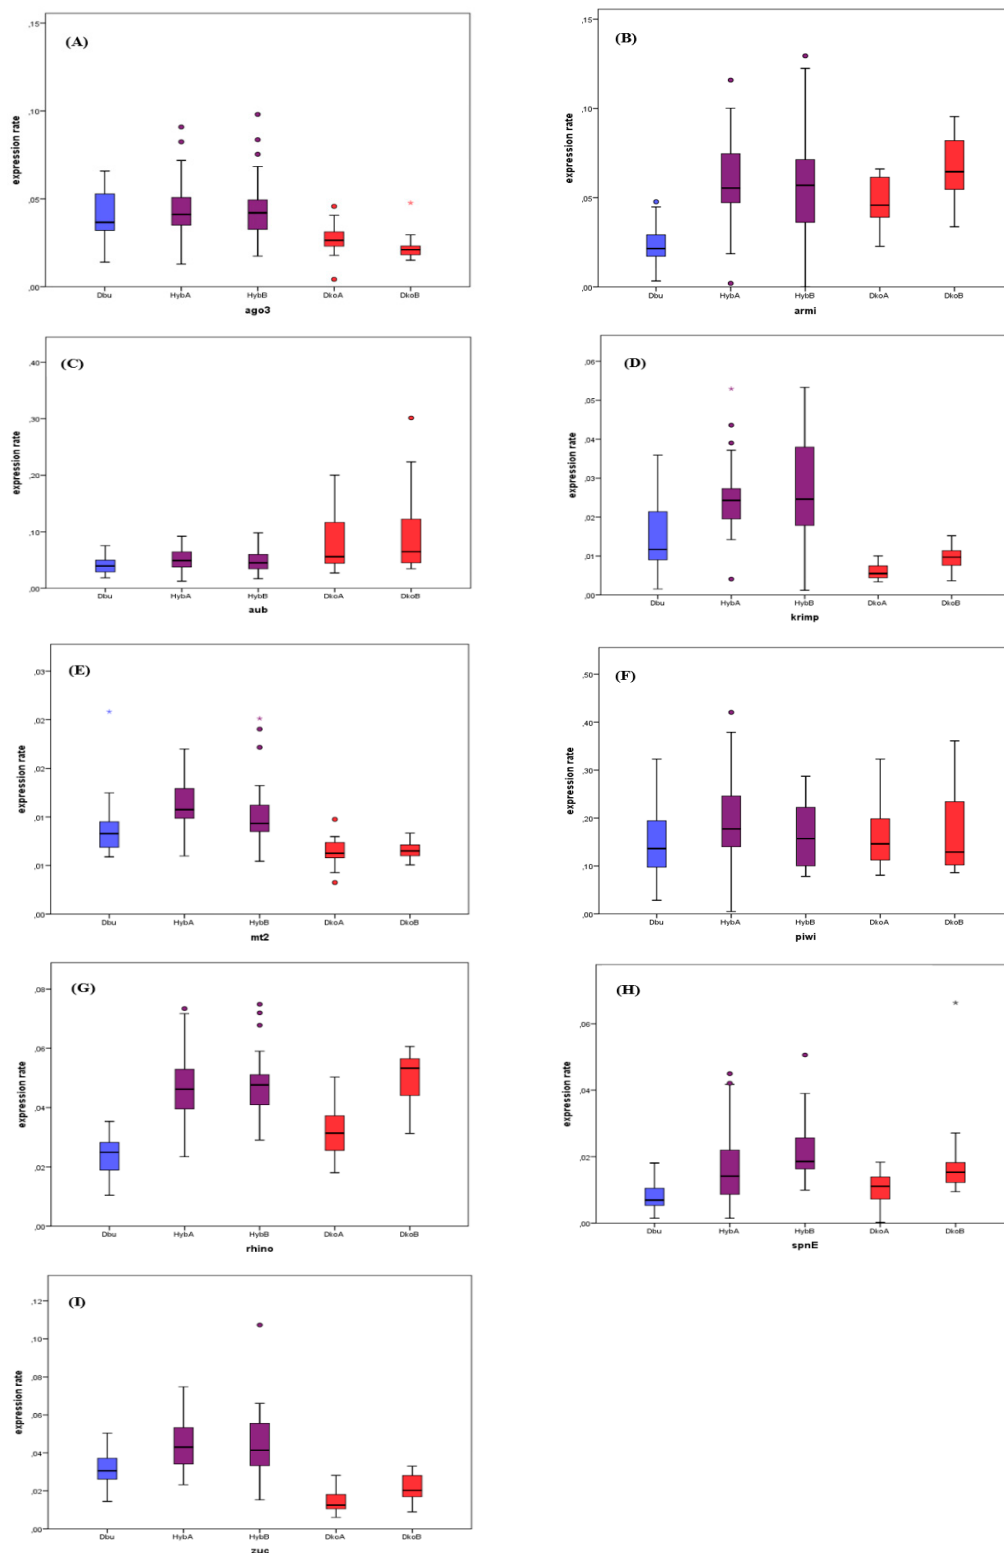 (A)
expression rate
,15
,10
,05
,00
Dbu HybA HybB DkoA DkoB
ago3
(B)
expression rate
,15
,10
,05
,00
Dbu HybA HybB DkoA DkoB
armi
(C)
expression rate
,40
,30
,20
,10
,00
Dbu HybA HybB DkoA DkoB
aub
(D)
expression rate
,06
,05
,04
,03
,02
,01
,00
Dbu HybA HybB DkoA DkoB
krimp
(E)
expression rate
,03
,02
,02
,01
,01
,00
Dbu HybA HybB DkoA DkoB
mt2
(F)
expression rate
,50
,40
,30
,20
,10
,00
Dbu HybA HybB DkoA DkoB
piwi
(G)
expression rate
,08
,06
,04
,02
,00
Dbu HybA HybB DkoA DkoB
rhino
(H)
expression rate
,06
,04
,02
,00
Dbu HybA HybB DkoA DkoB
spnE
(I)
expression rate
,12
,10
,08
,06
,04
,02
,00
Dbu HybA HybB DkoA DkoB
zuc